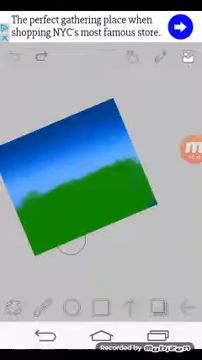 The perfect gathering place when
shopping NYC's most famous store.
Recorded by